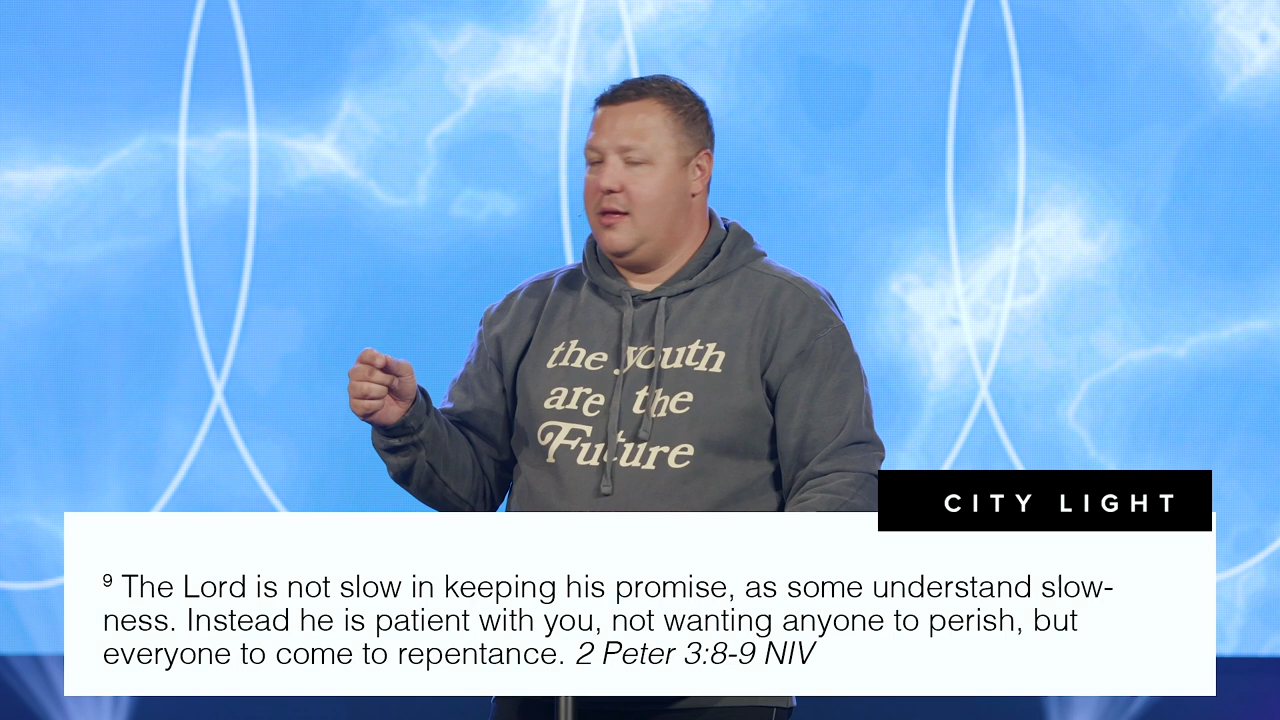 the youth
are the
Future
CITY LIGHT
⁹ The Lord is not slow in keeping his promise, as some understand slow-
ness. Instead he is patient with you, not wanting anyone to perish, but
everyone to come to repentance. 2 Peter 3:8-9 NIV